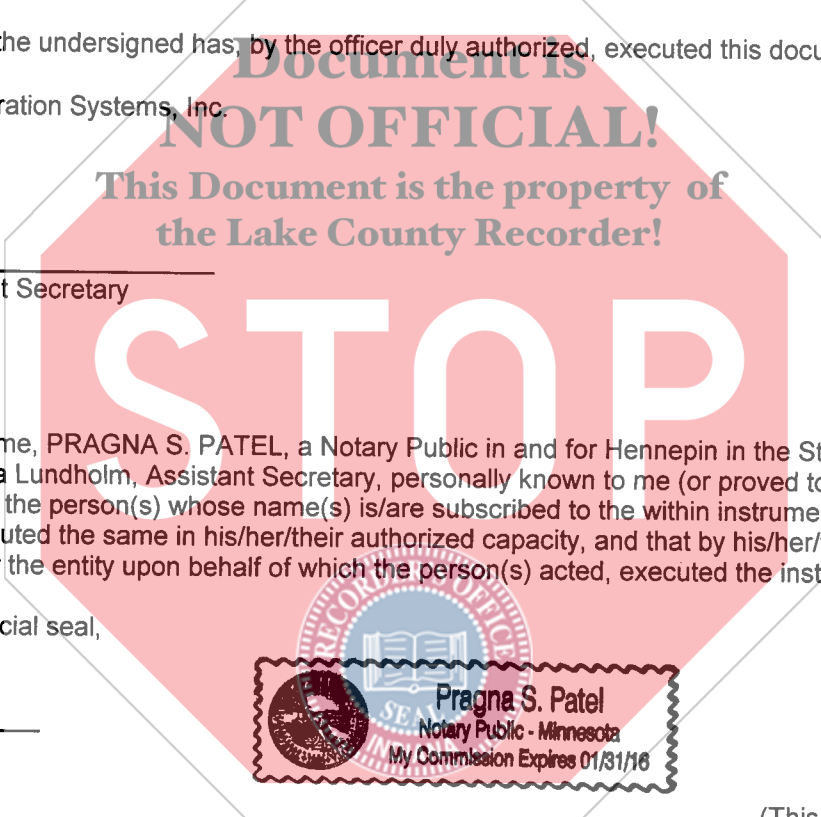 the undersigned has, by the officer duly authorized, executed this docu
Document is
ration Systems, Inc.
NOT OFFICIAL!
This Document is the property of
the Lake County Recorder!
t Secretary
STOP
me, PRAGNA S. PATEL, a Notary Public in and for Hennepin in the St
a Lundholm, Assistant Secretary, personally known to me (or proved to
the person(s) whose name(s) is/are subscribed to the within instrume
uted the same in his/her/their authorized capacity, and that by his/her/
the entity upon behalf of which the person(s) acted, executed the inst
cial seal,
RECORDER'S OFFICE
SEAL
INDIANA
Pragna S. Patel
Notary Public - Minnesota
My Commission Expires 01/31/16
(This